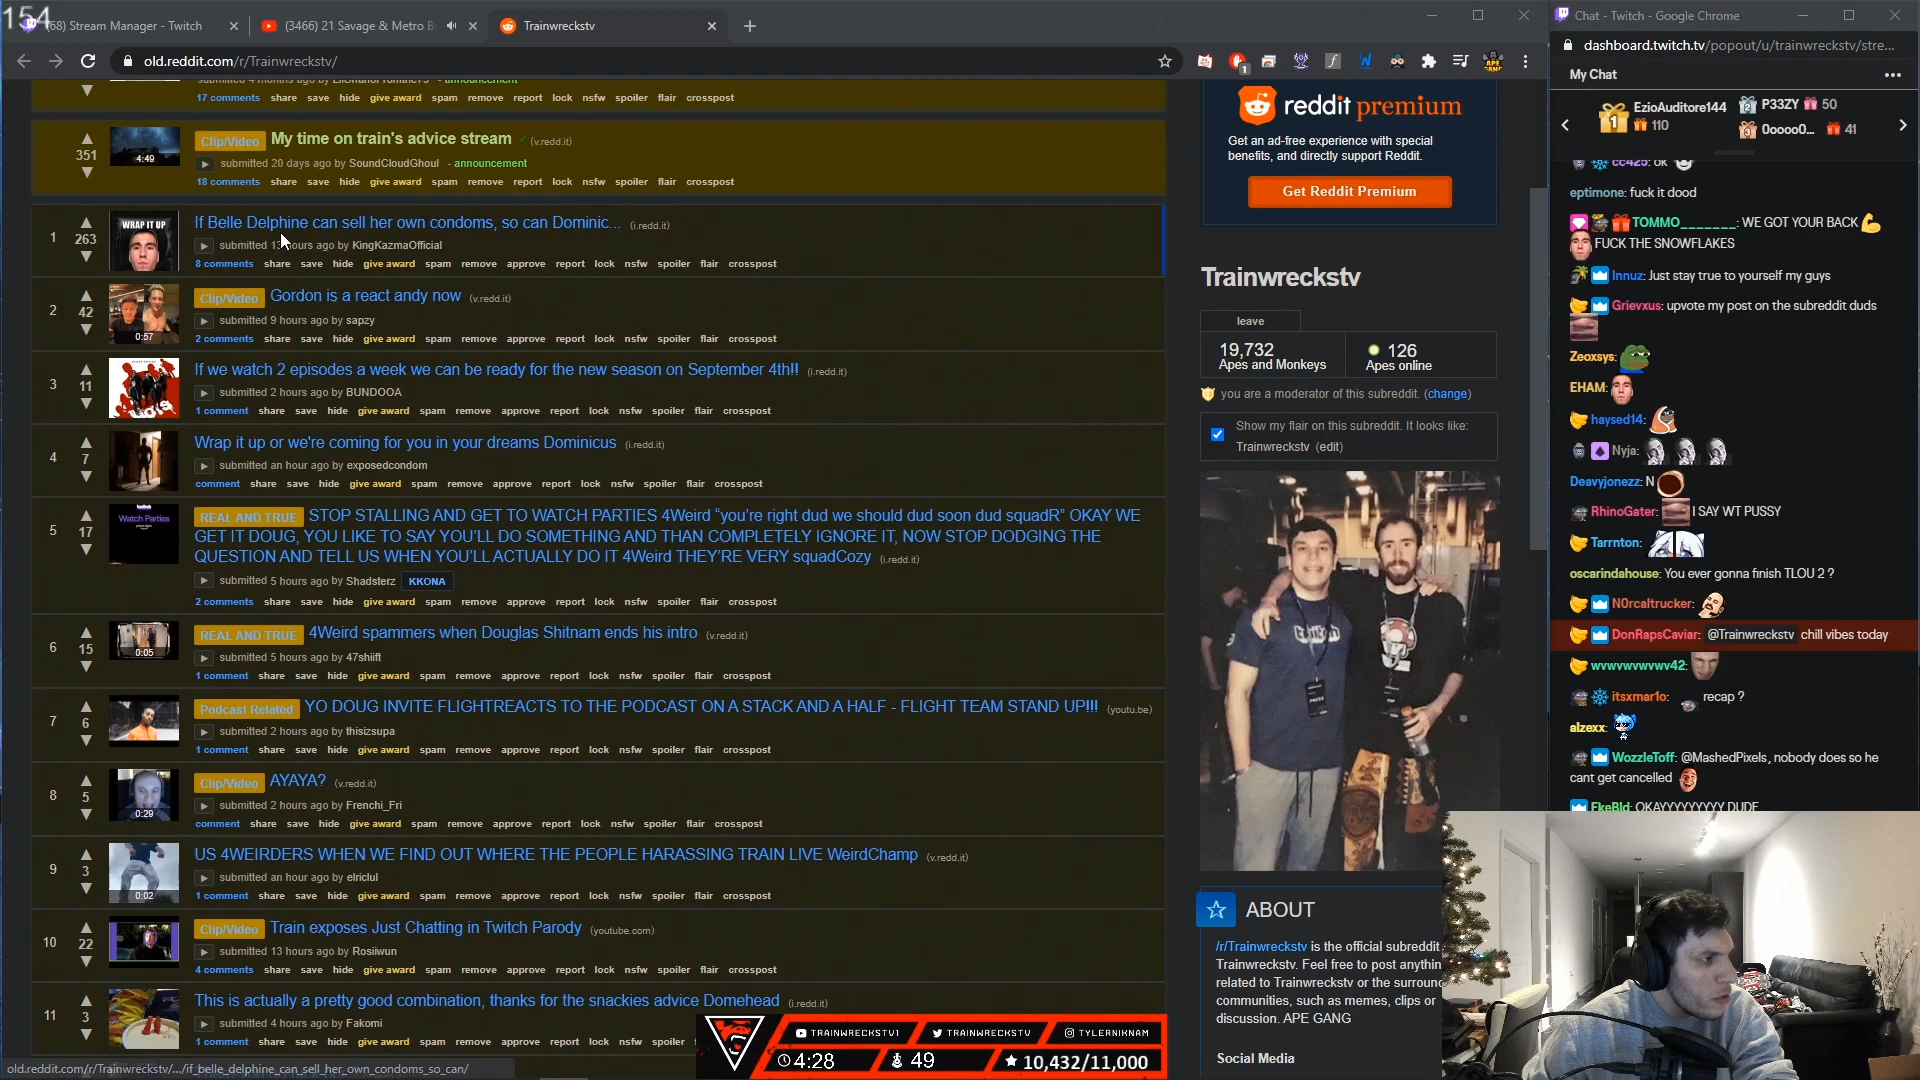 154
(68) Stream Manager - Twitch
(3466) 21 Savage & Metro B
Trainwreckstv
old.reddit.com/r/Trainwreckstv/
17 comments share save hide give award spam remove report lock nsfw spoiler flair crosspost
351
4:49
Clip/Video My time on train's advice stream (v.redd.it)
submitted 20 days ago by SoundCloudGhoul - announcement
18 comments share save hide give award spam remove report lock nsfw spoiler flair crosspost
1
263
WRAP IT UP
If Belle Delphine can sell her own condoms, so can Dominic... (i.redd.it)
submitted 13 hours ago by KingKazmaOfficial
8 comments share save hide give award spam remove approve report lock nsfw spoiler flair crosspost
2
42
0:57
Clip/Video Gordon is a react andy now (v.redd.it)
submitted 9 hours ago by sapzy
2 comments share save hide give award spam remove approve report lock nsfw spoiler flair crosspost
3
11
If we watch 2 episodes a week we can be ready for the new season on September 4th!! (i.redd.it)
submitted 2 hours ago by BUNDOOA
1 comment share save hide give award spam remove approve report lock nsfw spoiler flair crosspost
4
7
Wrap it up or we're coming for you in your dreams Dominicus (i.redd.it)
submitted an hour ago by exposedcondom
comment share save hide give award spam remove approve report lock nsfw spoiler flair crosspost
5
17
Watch Parties
REAL AND TRUE STOP STALLING AND GET TO WATCH PARTIES 4Weird “you're right dud we should dud soon dud squadR” OKAY WE
GET IT DOUG, YOU LIKE TO SAY YOU'LL DO SOMETHING AND THAN COMPLETELY IGNORE IT, NOW STOP DODGING THE
QUESTION AND TELL US WHEN YOU'LL ACTUALLY DO IT 4Weird THEY'RE VERY squadCozy (i.redd.it)
submitted 5 hours ago by Shadsterz KKONA
2 comments share save hide give award spam remove approve report lock nsfw spoiler flair crosspost
6
15
0:05
REAL AND TRUE 4Weird spammers when Douglas Shitnam ends his intro (v.redd.it)
submitted 5 hours ago by 47shiift
1 comment share save hide give award spam remove approve report lock nsfw spoiler flair crosspost
7
6
Podcast Related YO DOUG INVITE FLIGHTREACTS TO THE PODCAST ON A STACK AND A HALF - FLIGHT TEAM STAND UP!!! (youtu.be)
submitted 2 hours ago by thisizsupa
1 comment share save hide give award spam remove approve report lock nsfw spoiler flair crosspost
8
5
0:29
Clip/Video AYAYA? (v.redd.it)
submitted 2 hours ago by Frenchi_Fri
comment share save hide give award spam remove approve report lock nsfw spoiler flair crosspost
9
3
0:02
US 4WEIRDERS WHEN WE FIND OUT WHERE THE PEOPLE HARASSING TRAIN LIVE WeirdChamp (v.redd.it)
submitted an hour ago by elriclul
1 comment share save hide give award spam remove approve report lock nsfw spoiler flair crosspost
10
22
Clip/Video Train exposes Just Chatting in Twitch Parody (youtube.com)
submitted 13 hours ago by Rosiiwun
4 comments share save hide give award spam remove approve report lock nsfw spoiler flair crosspost
11
3
This is actually a pretty good combination, thanks for the snackies advice Domehead (i.redd.it)
submitted 4 hours ago by Fakomi
1 comment share save hide give award spam remove approve report lock nsfw spoiler
old.reddit.com/r/Trainwreckstv/.../if_belle_delphine_can_sell_her_own_condoms_so_can/
TRAINWRECKSTV1 TRAINWRECKSTV TYLERNIKNAM
4:28 49 10,432/11,000
reddit premium
Get an ad-free experience with special
benefits, and directly support Reddit.
Get Reddit Premium
Trainwreckstv
leave
19,732
Apes and Monkeys
126
Apes online
you are a moderator of this subreddit. (change)
Show my flair on this subreddit. It looks like:
Trainwreckstv (edit)
ABOUT
/r/Trainwreckstv is the official subreddit
Trainwreckstv. Feel free to post anythin
related to Trainwreckstv or the surroun
communities, such as memes, clips or
discussion. APE GANG
Social Media
Chat - Twitch - Google Chrome
dashboard.twitch.tv/popout/u/trainwreckstv/stre...
My Chat
1 EzioAuditore144
110
2 P33ZY 50
3 0oooo0... 41
cc425: ok
eptimone: fuck it dood
TOMMO_______: WE GOT YOUR BACK
FUCK THE SNOWFLAKES
Innuz: Just stay true to yourself my guys
Grievxus: upvote my post on the subreddit duds
Zeoxsys:
EHAM:
haysed14:
Nyja:
Deavyjonezz: N
RhinoGater: I SAY WT PUSSY
Tarrnton:
oscarindahouse: You ever gonna finish TLOU 2 ?
N0rcaltrucker:
DonRapsCaviar: @Trainwreckstv chill vibes today
wvwvwvwvwv42:
itsxmar1o: recap ?
alzexx:
WozzleToff: @MashedPixels, nobody does so he
cant get cancelled
FkeBld: OKAYYYYYYYY DUDE